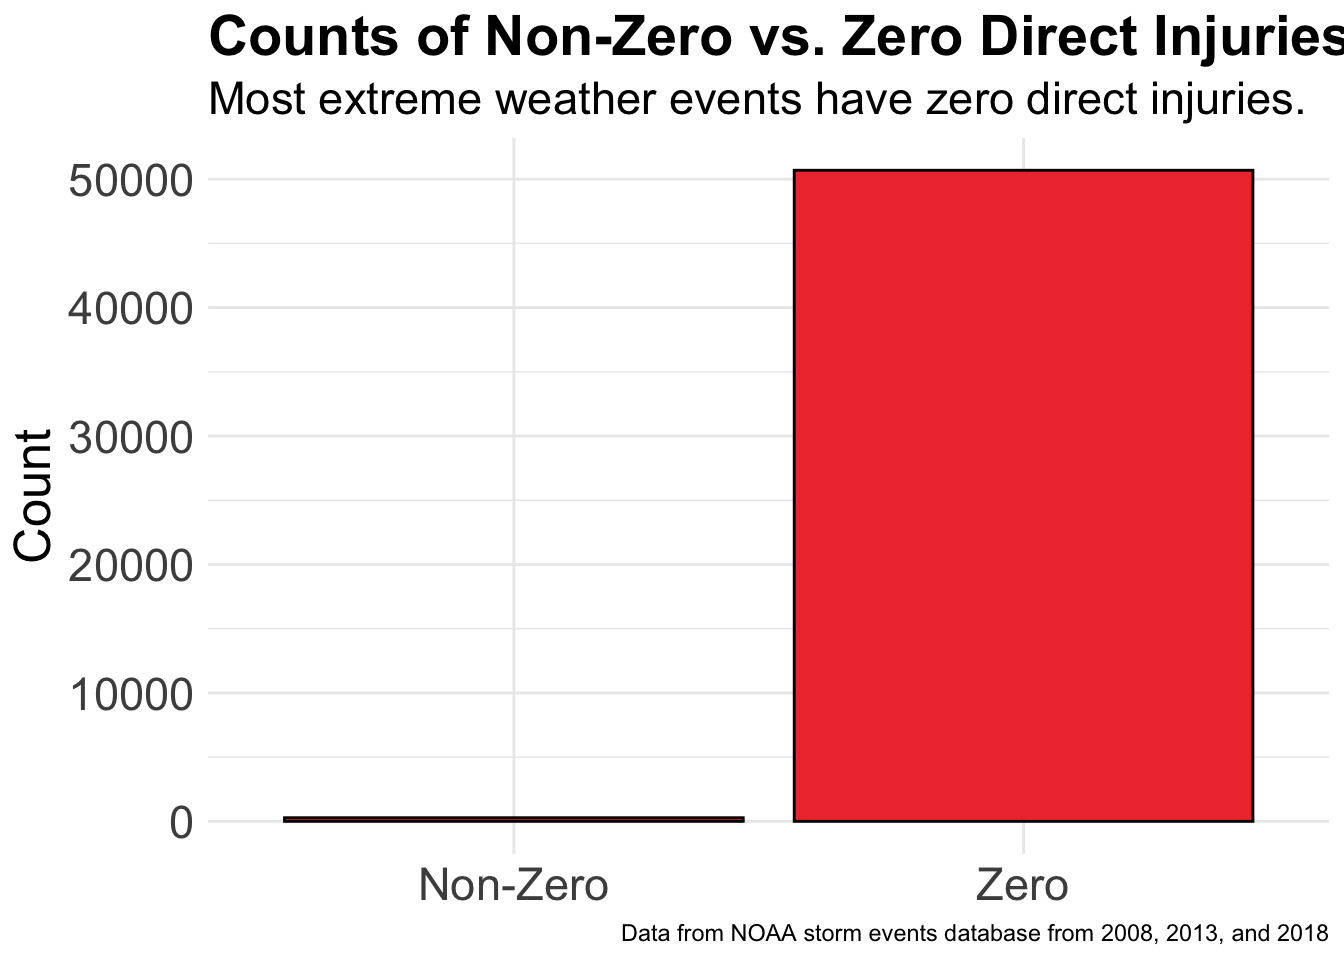 Counts of Non-Zero vs. Zero Direct Injuries
Most extreme weather events have zero direct injuries.
50000
40000
30000
20000
10000
0
Count
Non-Zero
Zero
Data from NOAA storm events database from 2008, 2013, and 2018